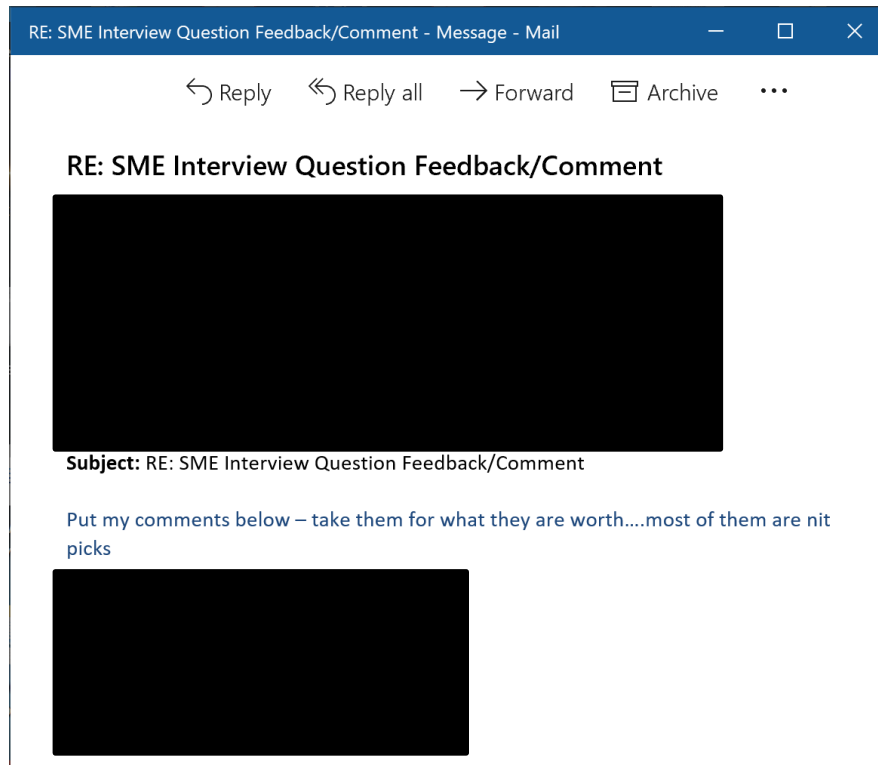 RE: SME Interview Question Feedback/Comment - Message - Mail
Reply Reply all Forward Archive
RE: SME Interview Question Feedback/Comment
Subject: RE: SME Interview Question Feedback/Comment
Put my comments below – take them for what they are worth....most of them are nit
picks